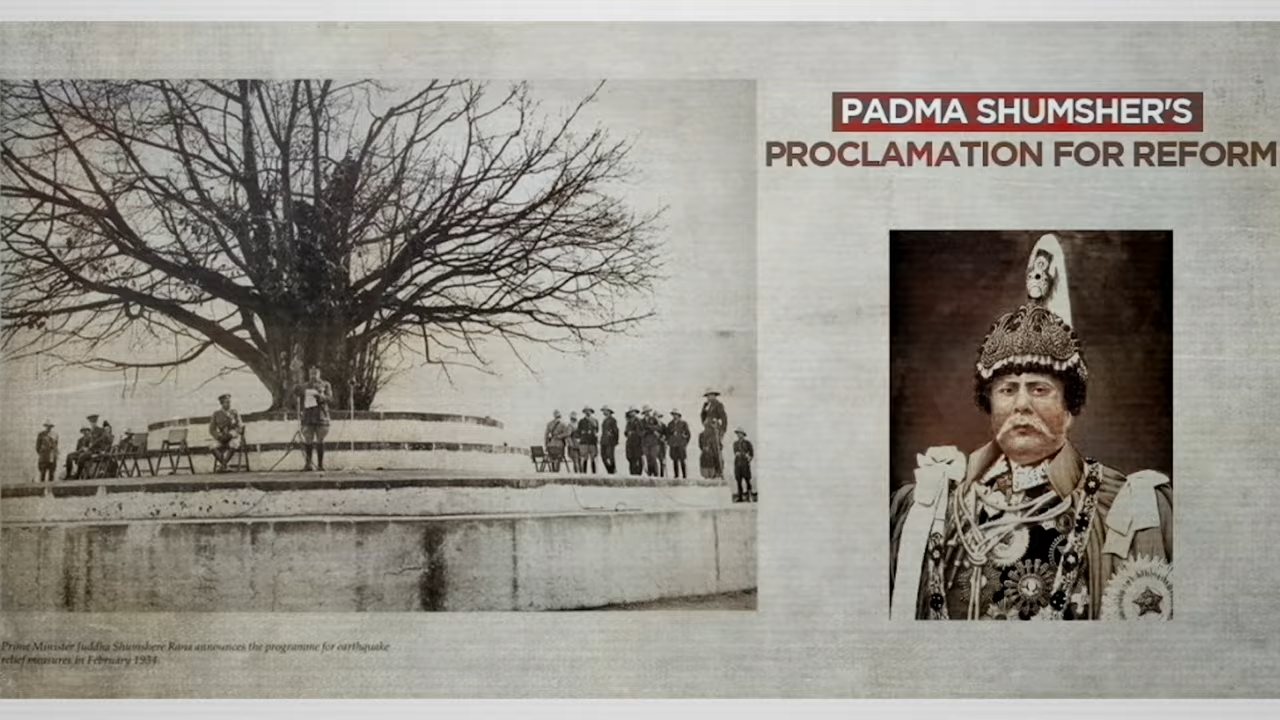 PADMA SHUMSHER'S
PROCLAMATION FOR REFORM
Prime Minister Juddha Shumshere Rana announces the programme for earthquake
relief measures in February 1934.